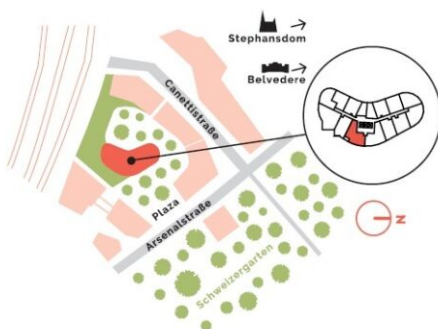 Stephansdom
Belvedere
Canettistraße
Plaza
Arsenalstraße
Schweizergarten
N